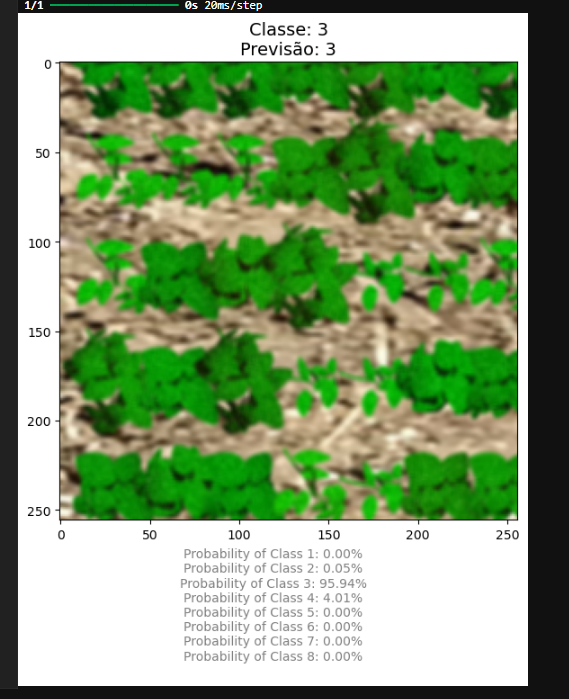 1/1 ━━━━━━━━━━━━━━━━━━━━ 0s 20ms/step
Classe: 3
Previsão: 3
0
50
100
150
200
250
0 50 100 150 200 250
Probability of Class 1: 0.00%
Probability of Class 2: 0.05%
Probability of Class 3: 95.94%
Probability of Class 4: 4.01%
Probability of Class 5: 0.00%
Probability of Class 6: 0.00%
Probability of Class 7: 0.00%
Probability of Class 8: 0.00%